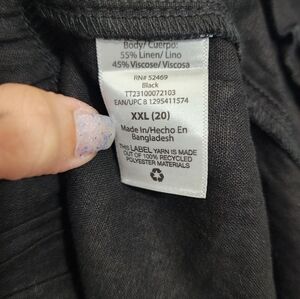 Body/ Cuerpo:
55% Linen/ Lino
45% Viscose/ Viscosa
RN# 52469
Black
TT23100072103
EAN/UPC 8 1295411574
XXL (20)
Made In/Hecho En
Bangladesh
THIS LABEL YARN IS MADE
OUT OF 100% RECYCLED
POLYESTER MATERIALS